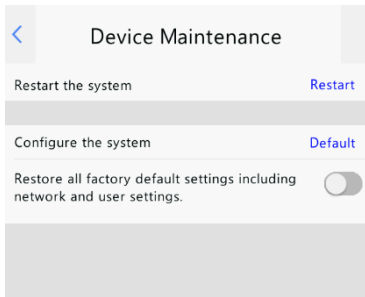 Device Maintenance
Restart the system Restart
Configure the system Default
Restore all factory default settings including
network and user settings.